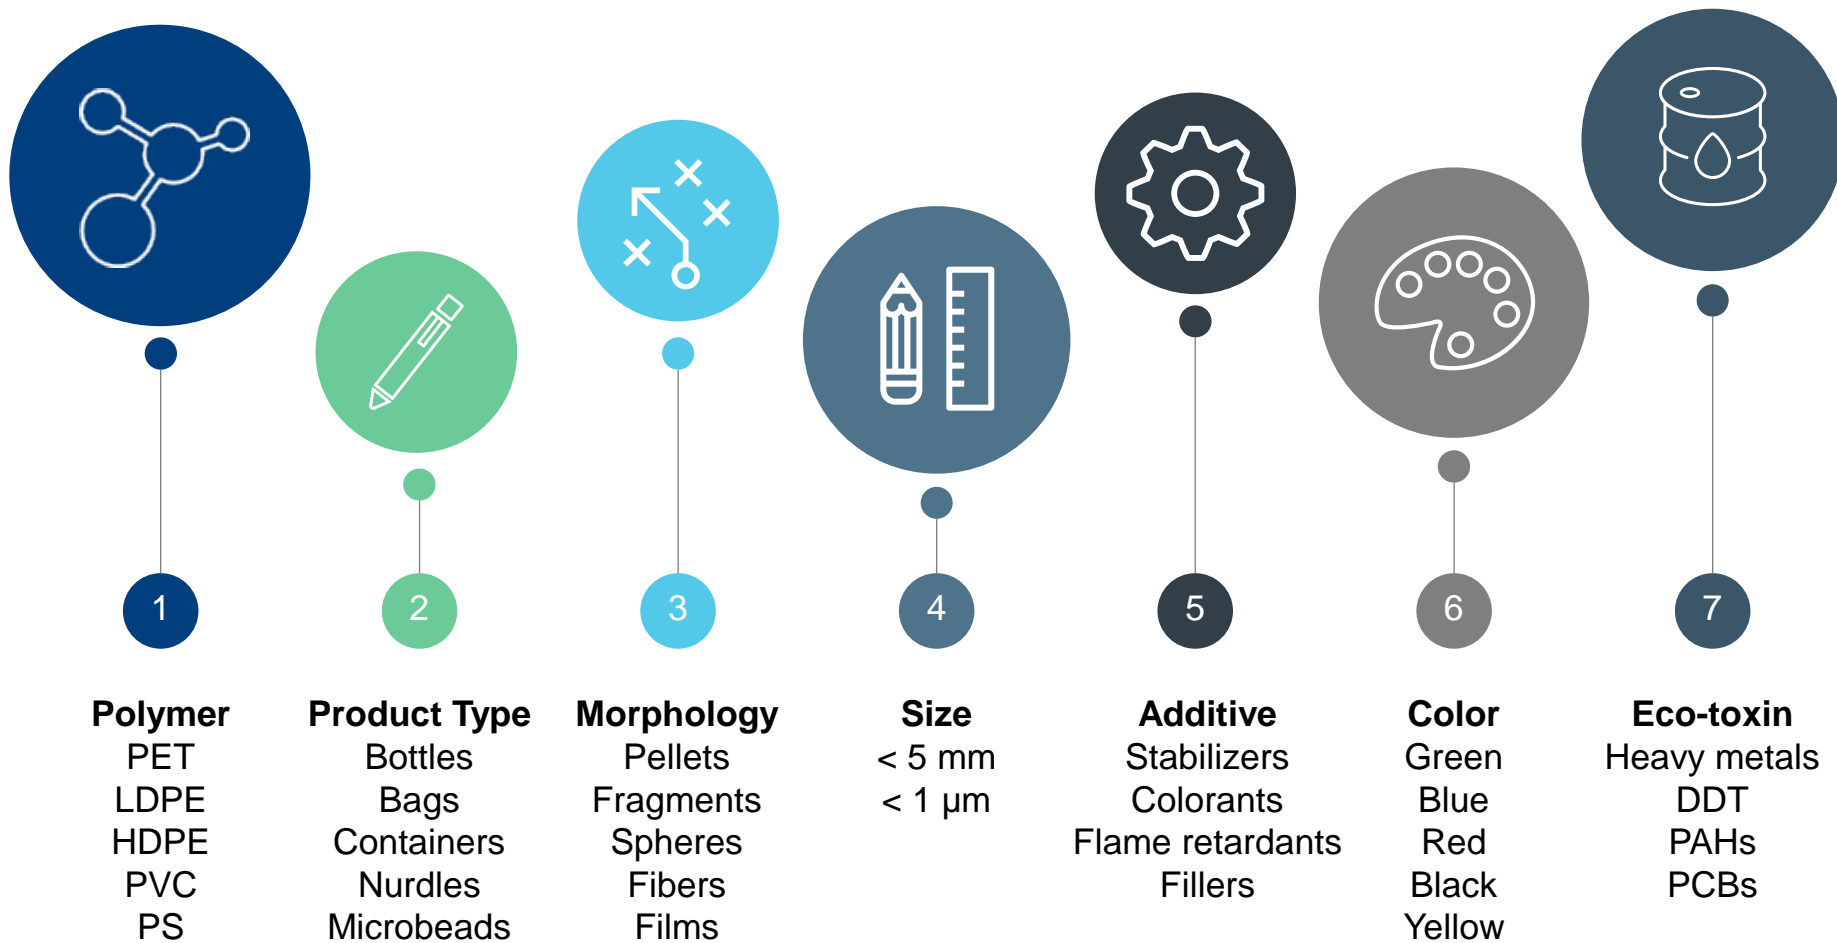 1
Polymer
PET
LDPE
HDPE
PVC
PS
2
Product Type
Bottles
Bags
Containers
Nurdles
Microbeads
3
Morphology
Pellets
Fragments
Spheres
Fibers
Films
4
Size
< 5 mm
< 1 µm
5
Additive
Stabilizers
Colorants
Flame retardants
Fillers
6
Color
Green
Blue
Red
Black
Yellow
7
Eco-toxin
Heavy metals
DDT
PAHs
PCBs